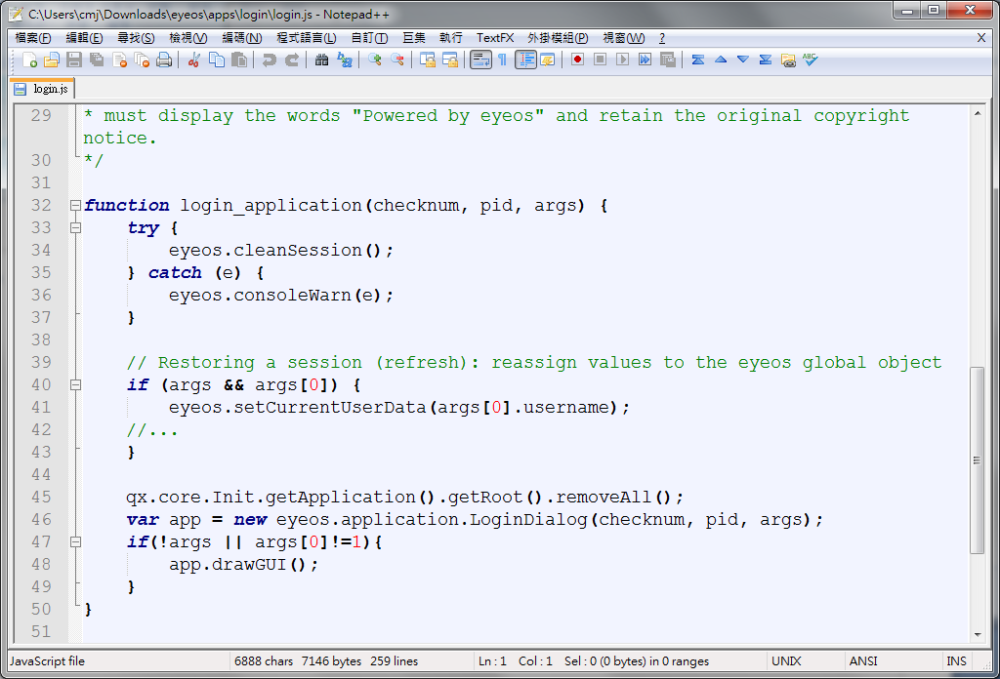 C:\Users\cmj\Downloads\eyeos\apps\login\login.js - Notepad++
檔案(F) 編輯(E) 尋找(S) 檢視(V) 編碼(N) 程式語言(L) 自訂(T) 巨集 執行 TextFX 外掛模組(P) 視窗(W) ? X
login.js
29 * must display the words "Powered by eyeos" and retain the original copyright
notice.
30 */
31
32 function login_application(checknum, pid, args) {
33 try {
34 eyeos.cleanSession();
35 } catch (e) {
36 eyeos.consoleWarn(e);
37 }
38
39 // Restoring a session (refresh): reassign values to the eyeos global object
40 if (args && args[0]) {
41 eyeos.setCurrentUserData(args[0].username);
42 //...
43 }
44
45 qx.core.Init.getApplication().getRoot().removeAll();
46 var app = new eyeos.application.LoginDialog(checknum, pid, args);
47 if(!args || args[0]!=1){
48 app.drawGUI();
49 }
50 }
51
JavaScript file 6888 chars 7146 bytes 259 lines Ln : 1 Col : 1 Sel : 0 (0 bytes) in 0 ranges UNIX ANSI INS